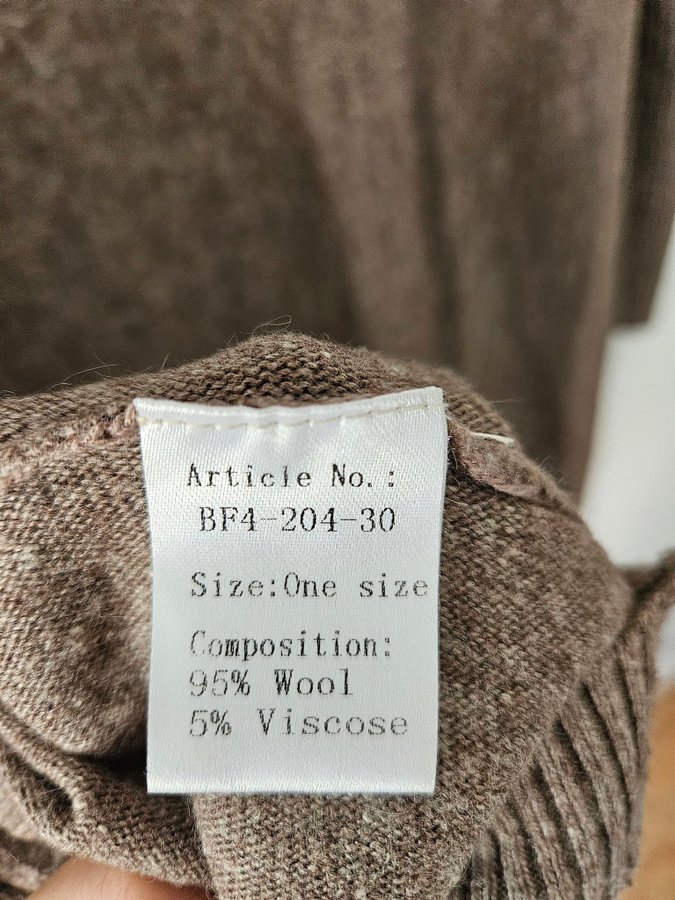 Article No.:
BF4-204-30
Size:One size
Composition:
95% Wool
5% Viscose